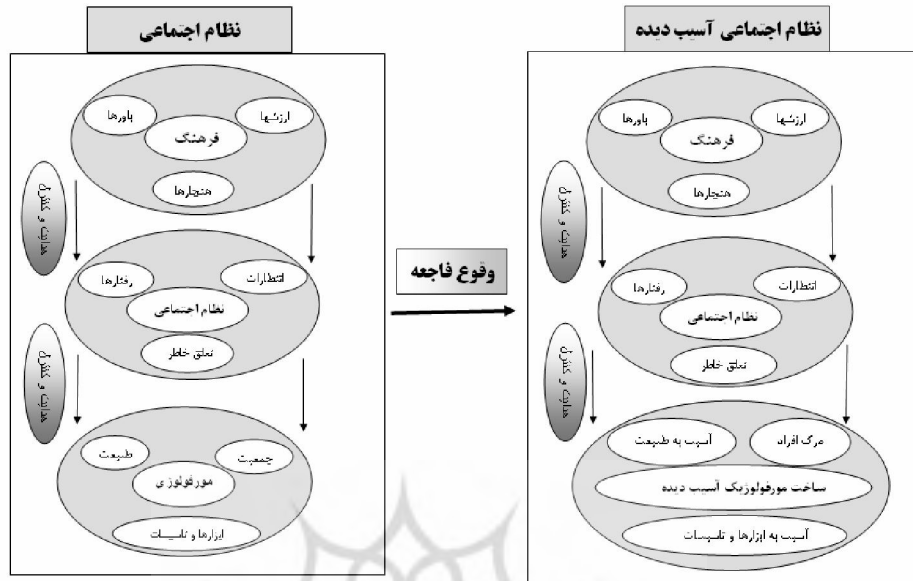 نظام اجتماعی آسیب دیده
ارزشها
باورها
فرهنگ
هنجارها
هدایت و کنترل
انتظارات
رفتارها
نظام اجتماعی
تعلق خاطر
هدایت و کنترل
مرگ افراد
آسیب به طبیعت
ساخت مورفولوژیک آسیب دیده
آسیب به ابزارها و تاسیسات
وقوع فاجعه
نظام اجتماعی
ارزشها
باورها
فرهنگ
هنجارها
هدایت و کنترل
انتظارات
رفتارها
نظام اجتماعی
تعلق خاطر
هدایت و کنترل
جمعیت
طبیعت
مورفولوژی
ابزارها و تاسیسات